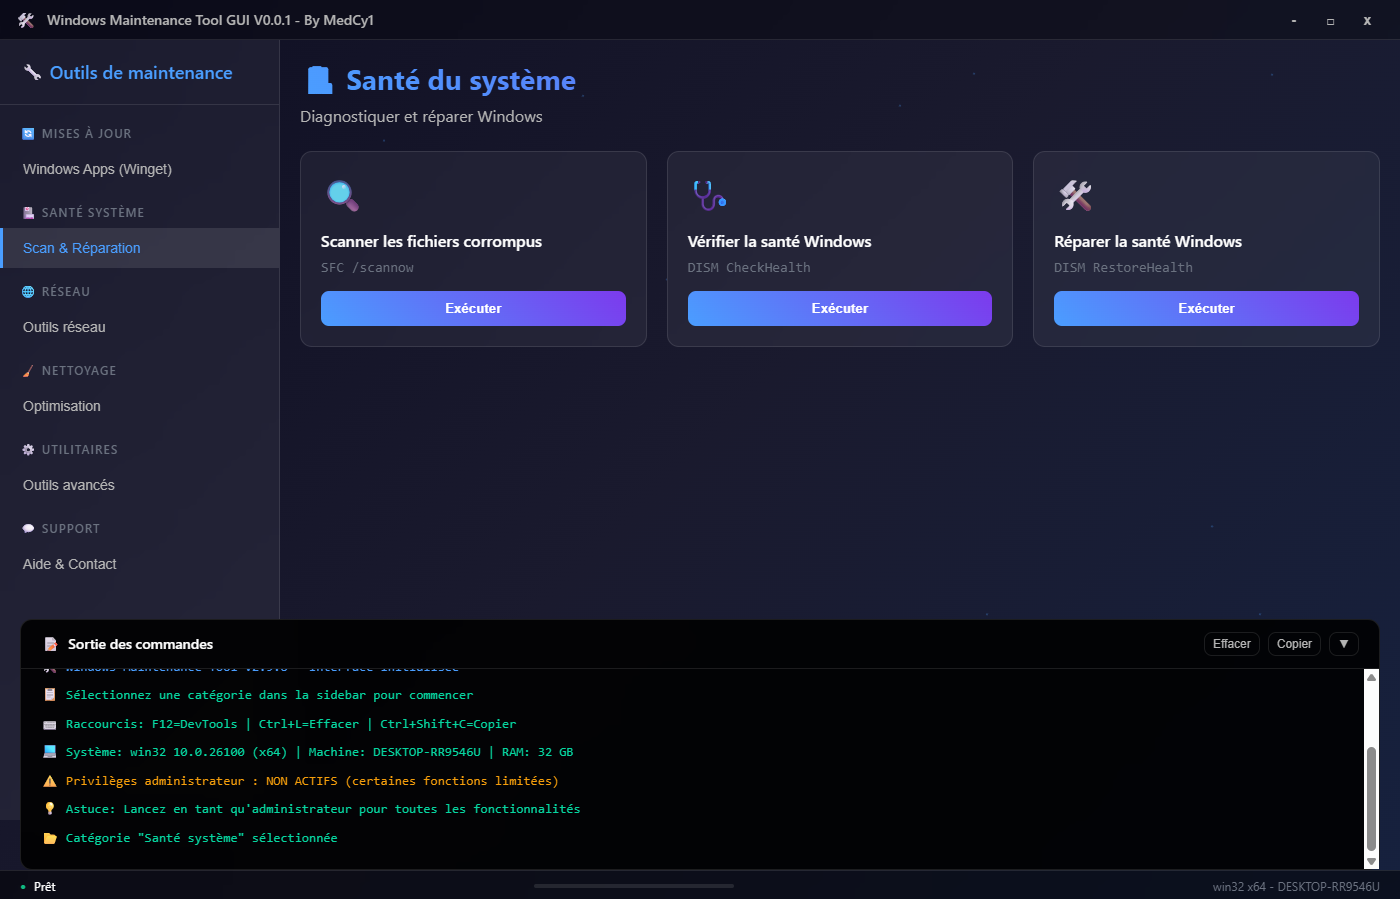 Windows Maintenance Tool GUI V0.0.1 - By MedCy1
Outils de maintenance
MISES À JOUR
Windows Apps (Winget)
SANTÉ SYSTÈME
Scan & Réparation
RÉSEAU
Outils réseau
NETTOYAGE
Optimisation
UTILITAIRES
Outils avancés
SUPPORT
Aide & Contact
Santé du système
Diagnostiquer et réparer Windows
Scanner les fichiers corrompus
SFC /scannow
Exécuter
Vérifier la santé Windows
DISM CheckHealth
Exécuter
Réparer la santé Windows
DISM RestoreHealth
Exécuter
Sortie des commandes
Effacer
Copier
Windows Maintenance Tool - Interface initialisée
Sélectionnez une catégorie dans la sidebar pour commencer
Raccourcis: F12=DevTools | Ctrl+L=Effacer | Ctrl+Shift+C=Copier
Système: win32 10.0.26100 (x64) | Machine: DESKTOP-RR9546U | RAM: 32 GB
Privilèges administrateur : NON ACTIFS (certaines fonctions limitées)
Astuce: Lancez en tant qu'administrateur pour toutes les fonctionnalités
Catégorie "Santé système" sélectionnée
Prêt
win32 x64 - DESKTOP-RR9546U